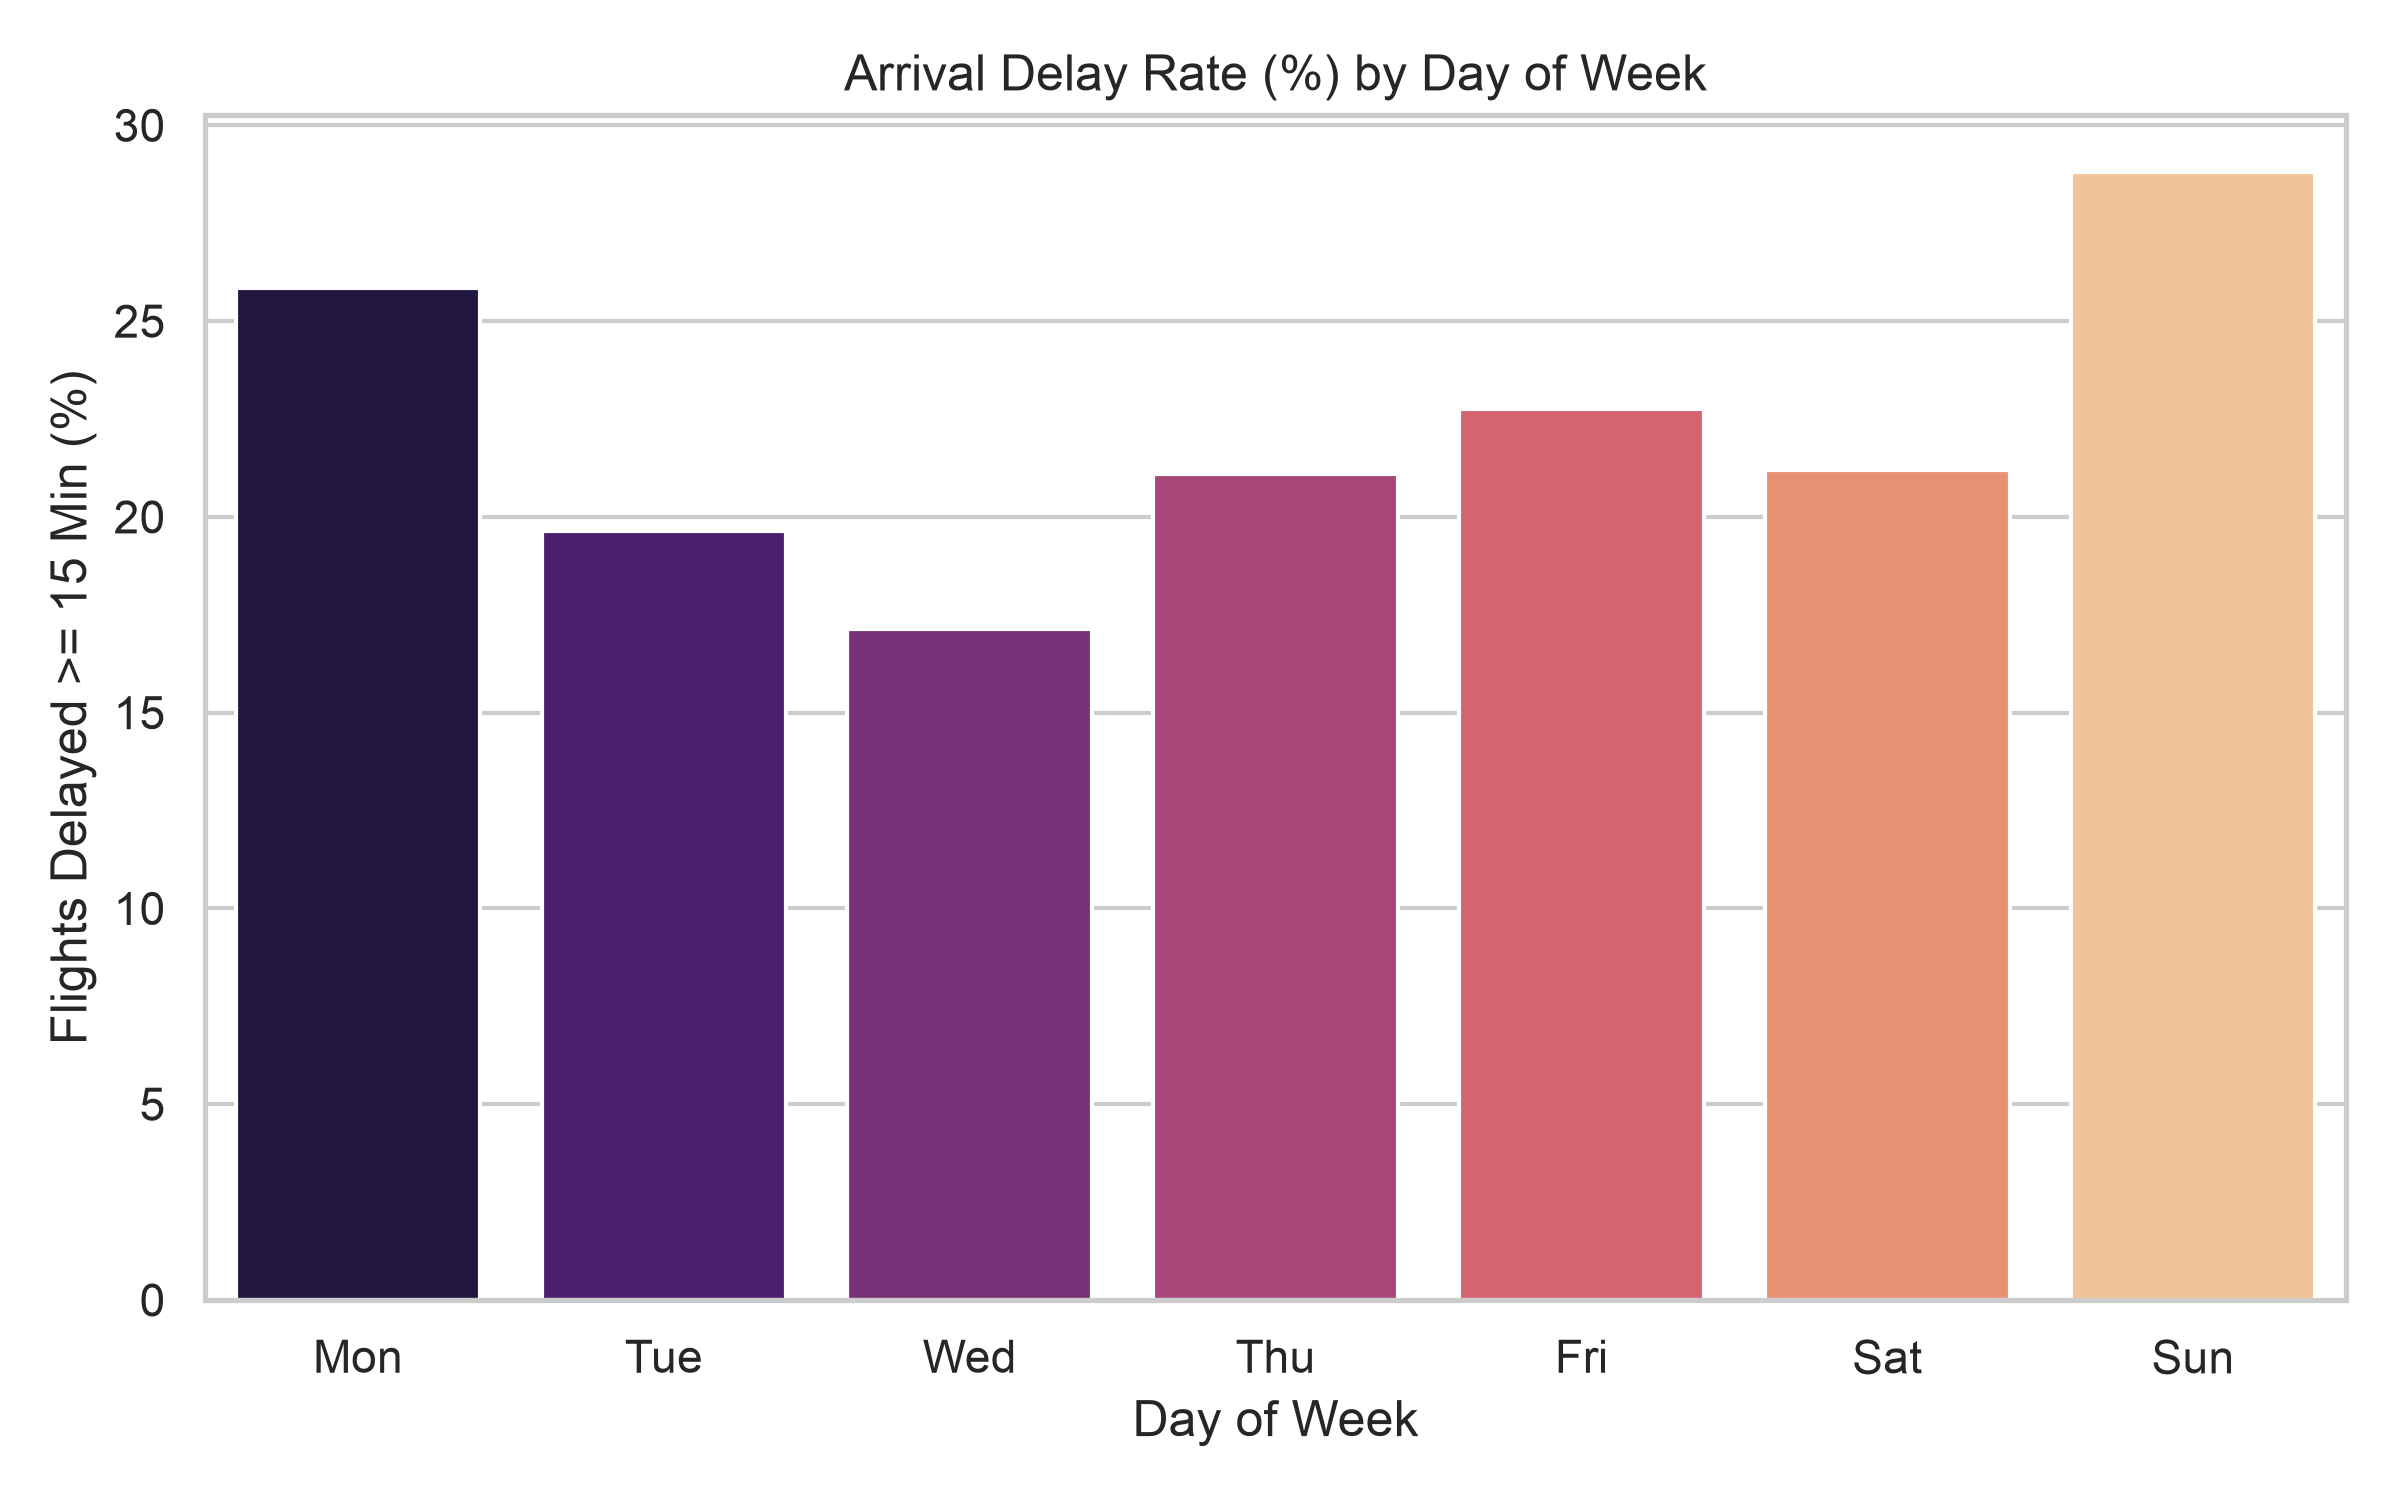 Arrival Delay Rate (%) by Day of Week
Flights Delayed >= 15 Min (%)
30
25
20
15
10
5
0
Mon Tue Wed Thu Fri Sat Sun
Day of Week